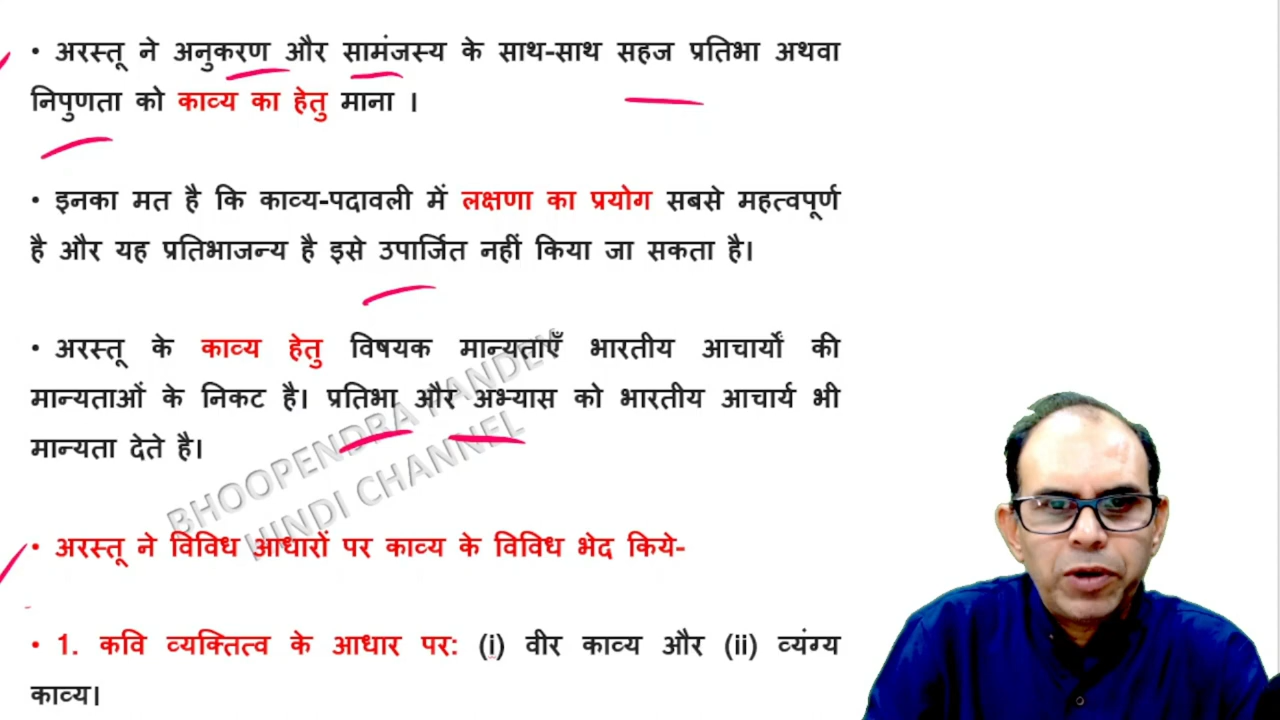 • अरस्तू ने अनुकरण और सामंजस्य के साथ-साथ सहज प्रतिभा अथवा
निपुणता को काव्य का हेतु माना ।
• इनका मत है कि काव्य-पदावली में लक्षणा का प्रयोग सबसे महत्वपूर्ण
है और यह प्रतिभाजन्य है इसे उपार्जित नहीं किया जा सकता है।
• अरस्तू के काव्य हेतु विषयक मान्यताएँ भारतीय आचार्यो की
मान्यताओं के निकट है। प्रतिभा और अभ्यास को भारतीय आचार्य भी
मान्यता देते है।
BHOOPENDRA PANDEY
HINDI CHANNEL
• अरस्तू ने विविध आधारों पर काव्य के विविध भेद किये-
• 1. कवि व्यक्तित्व के आधार पर: (i) वीर काव्य और (ii) व्यंग्य
काव्य।